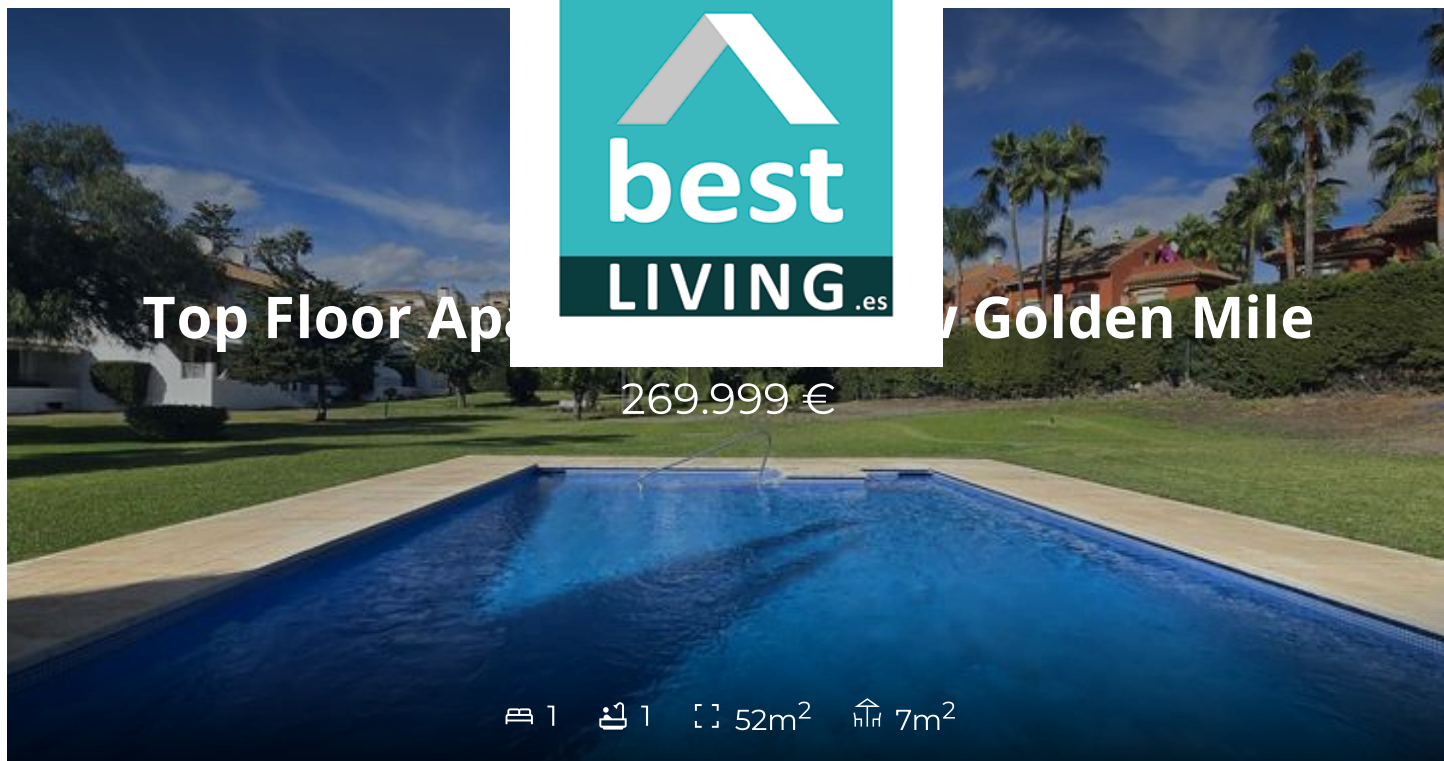 best
LIVING.es
Top Floor Apa Golden Mile
269.999 €
1 1 52m² 7m²